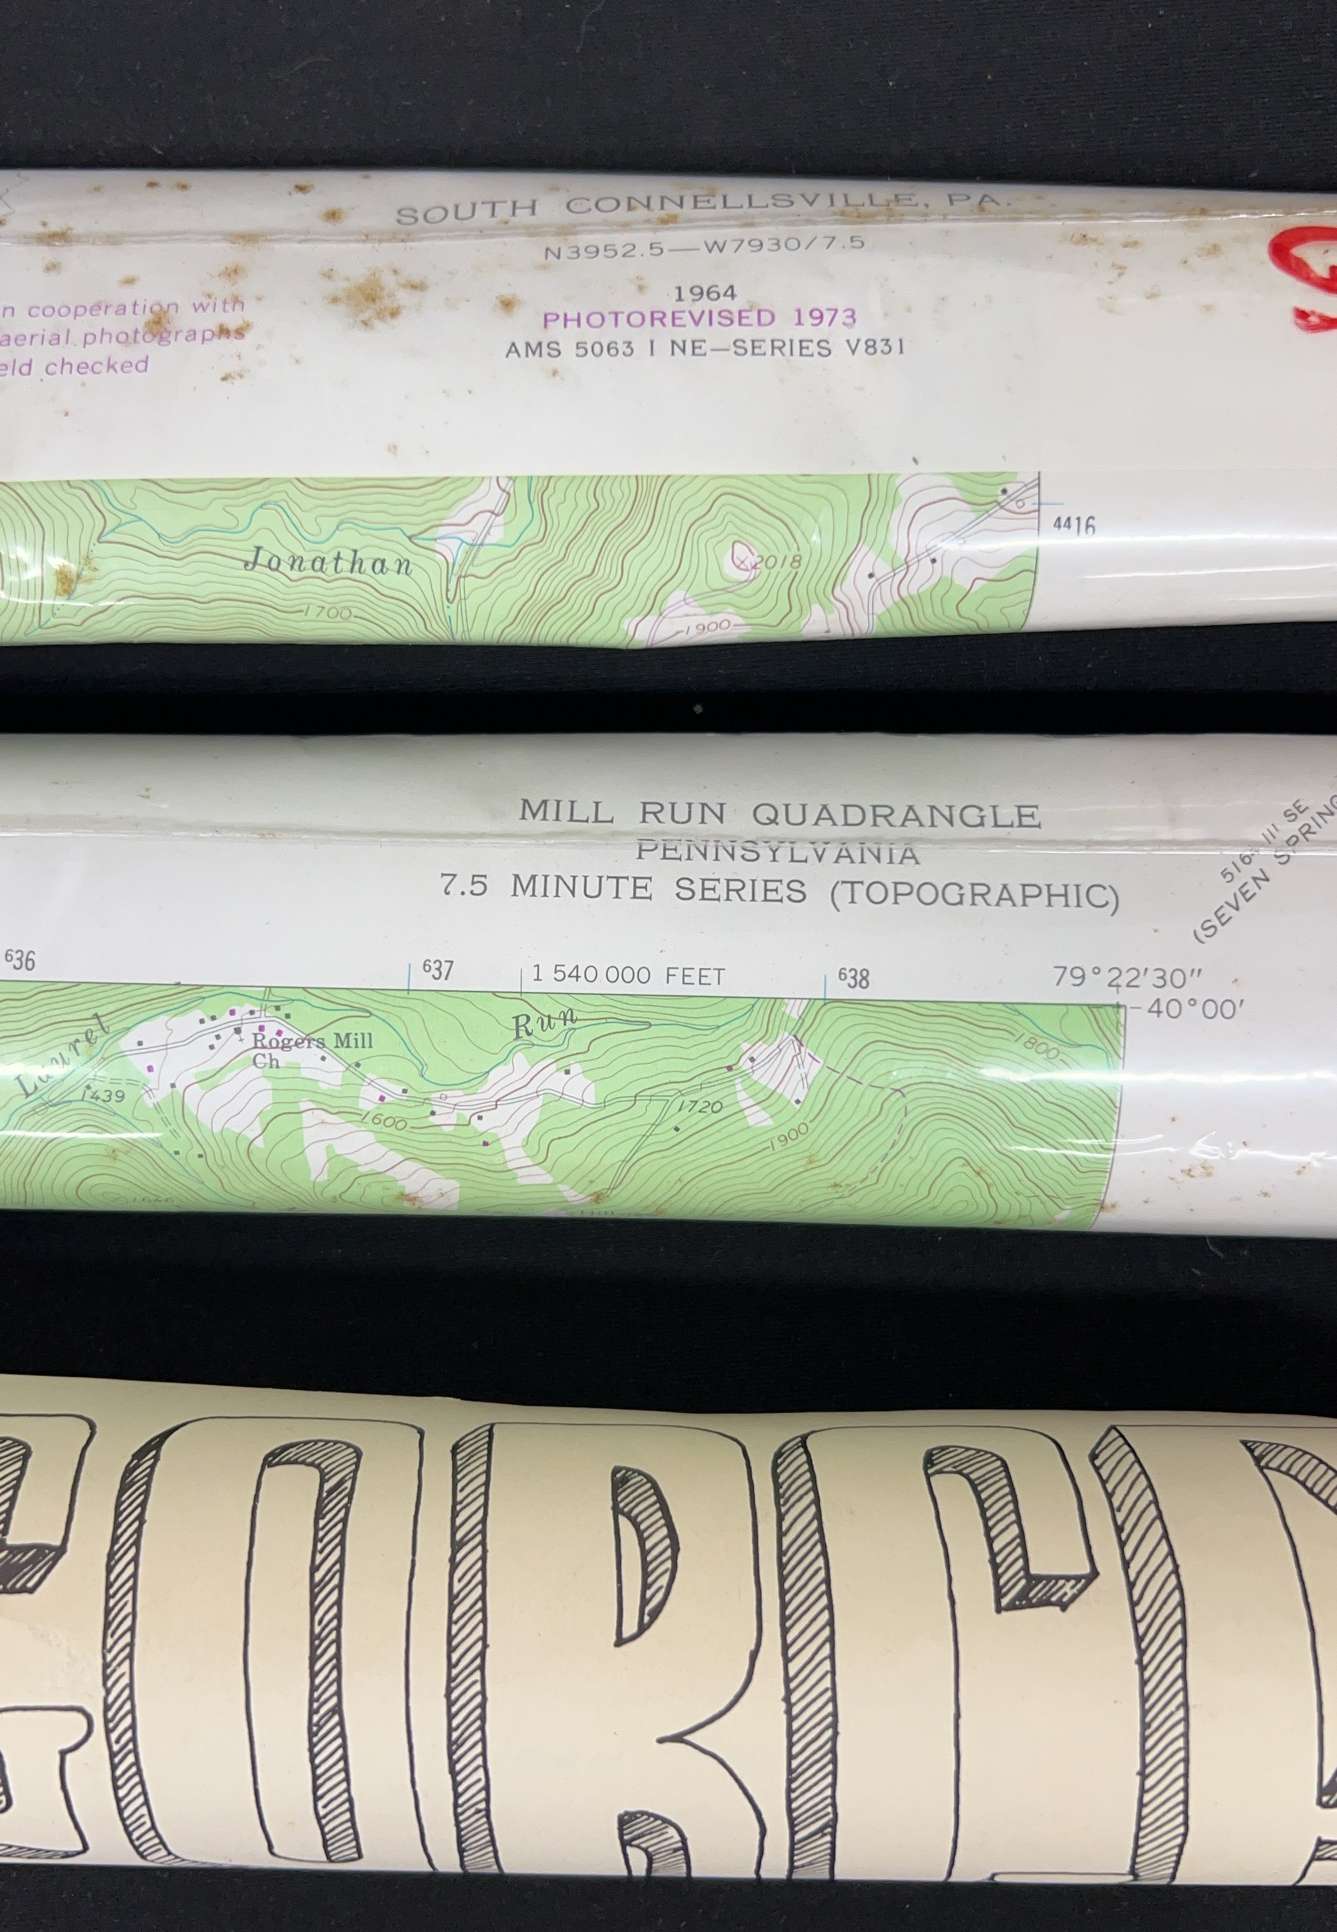 SOUTH CONNELLSVILLE, PA.
N3952.5—W7930/7.5
n cooperation with
aerial photographs
eld checked
1964
PHOTOREVISED 1973
AMS 5063 I NE—SERIES V831
Jonathan
1700
2018
1900
4416
MILL RUN QUADRANGLE
PENNSYLVANIA
7.5 MINUTE SERIES (TOPOGRAPHIC)
SE
(SEVEN SPRING
636
637
1 540 000 FEET
638
79°22'30"
40°00'
Laurel
Rogers Mill
Ch
Run
1439
1600
1720
1900
1800